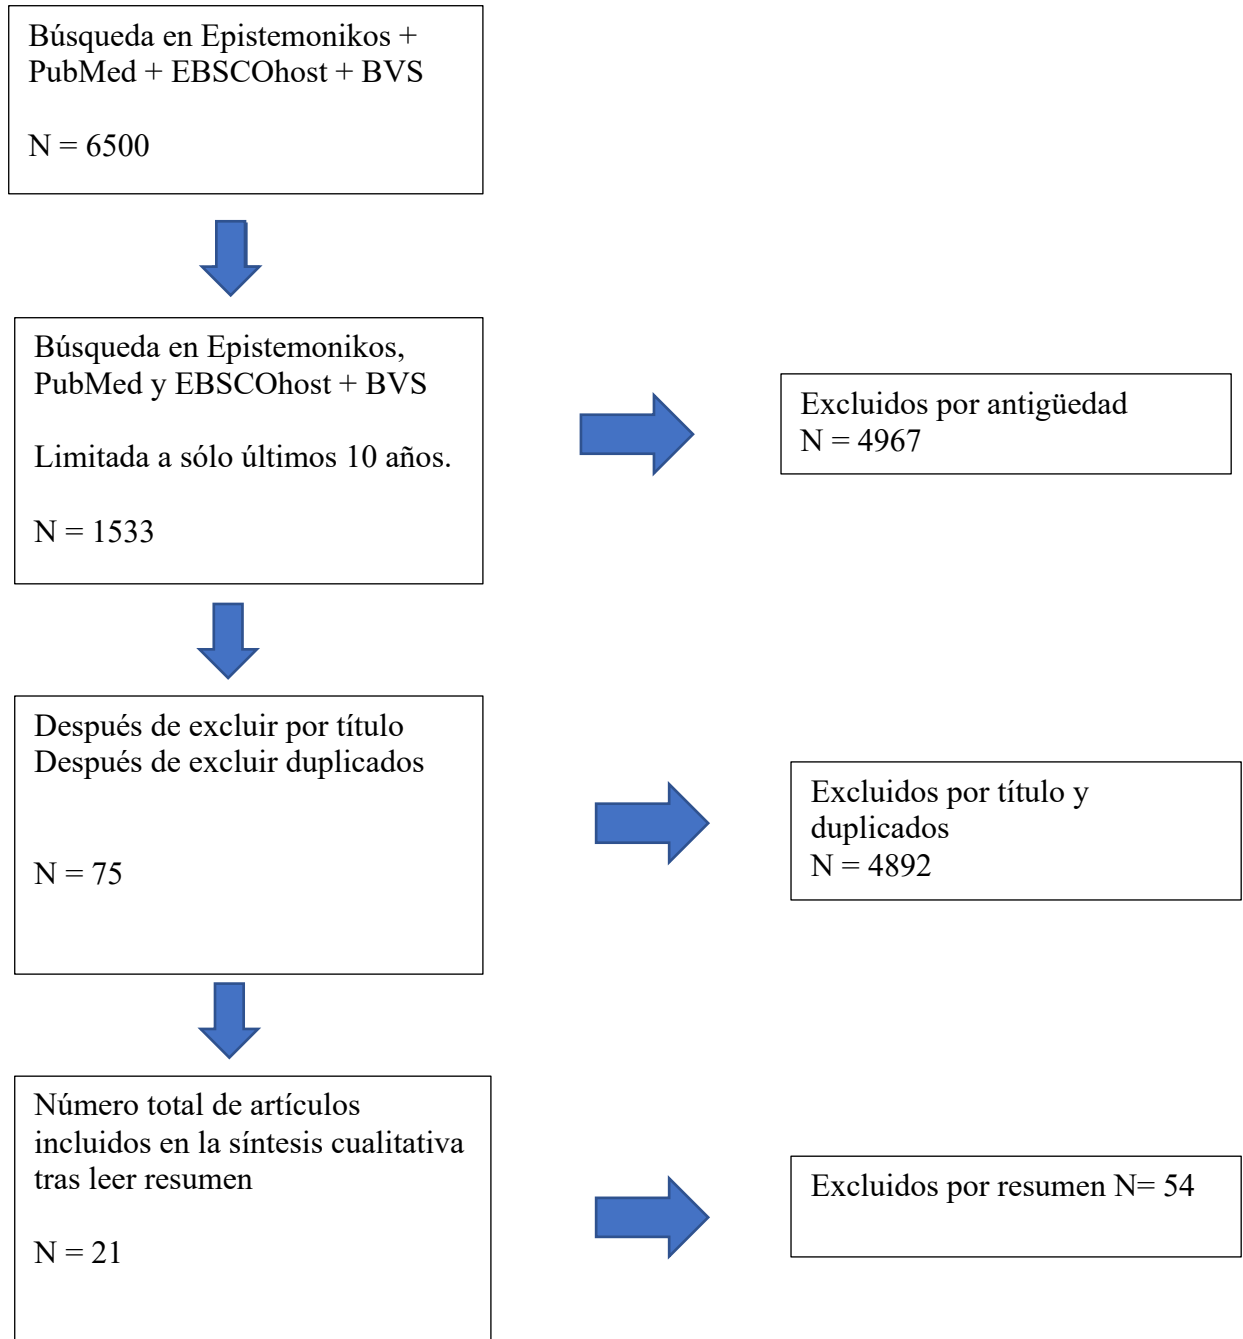 Búsqueda en Epistemonikos +
PubMed + EBSCOhost + BVS
N = 6500
Búsqueda en Epistemonikos,
PubMed y EBSCOhost + BVS
Limitada a sólo últimos 10 años.
N = 1533
Excluidos por antigüedad
N = 4967
Después de excluir por título
Después de excluir duplicados
N = 75
Excluidos por título y
duplicados
N = 4892
Número total de artículos
incluidos en la síntesis cualitativa
tras leer resumen
N = 21
Excluidos por resumen N= 54